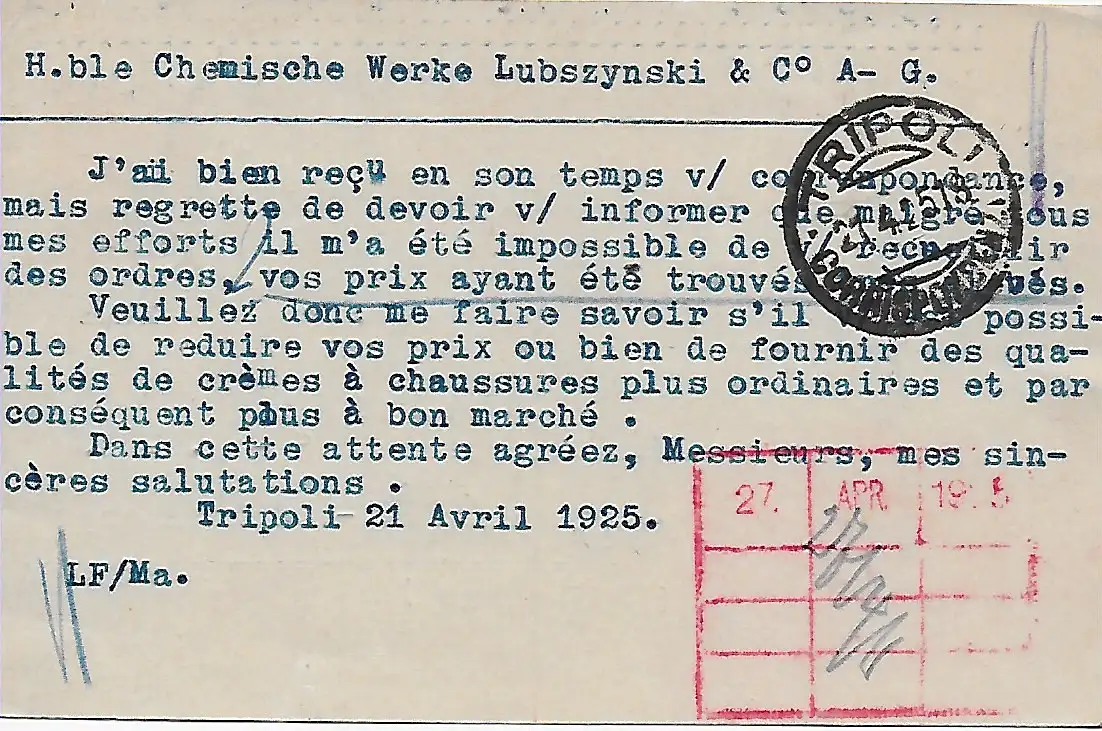 H.ble Chemische Werke Lubszynski & Cº A- G.
J'ai bien reçu en son temps v/ correspondance,
mais regrette de devoir v/ informer que malgré tous
mes efforts il m'a été impossible de
des ordres, vos prix ayant été trouvés
Veuillez donc me faire savoir s'il possi-
ble de reduire vos prix ou bien de fournir des qua-
lités de crèmes à chaussures plus ordinaires et par
conséquent plus à bon marché .
Dans cette attente agréez, Messieurs, mes sin-
cères salutations .
Tripoli- 21 Avril 1925.
LF/Ma.
TRIPOLI
27. APR.